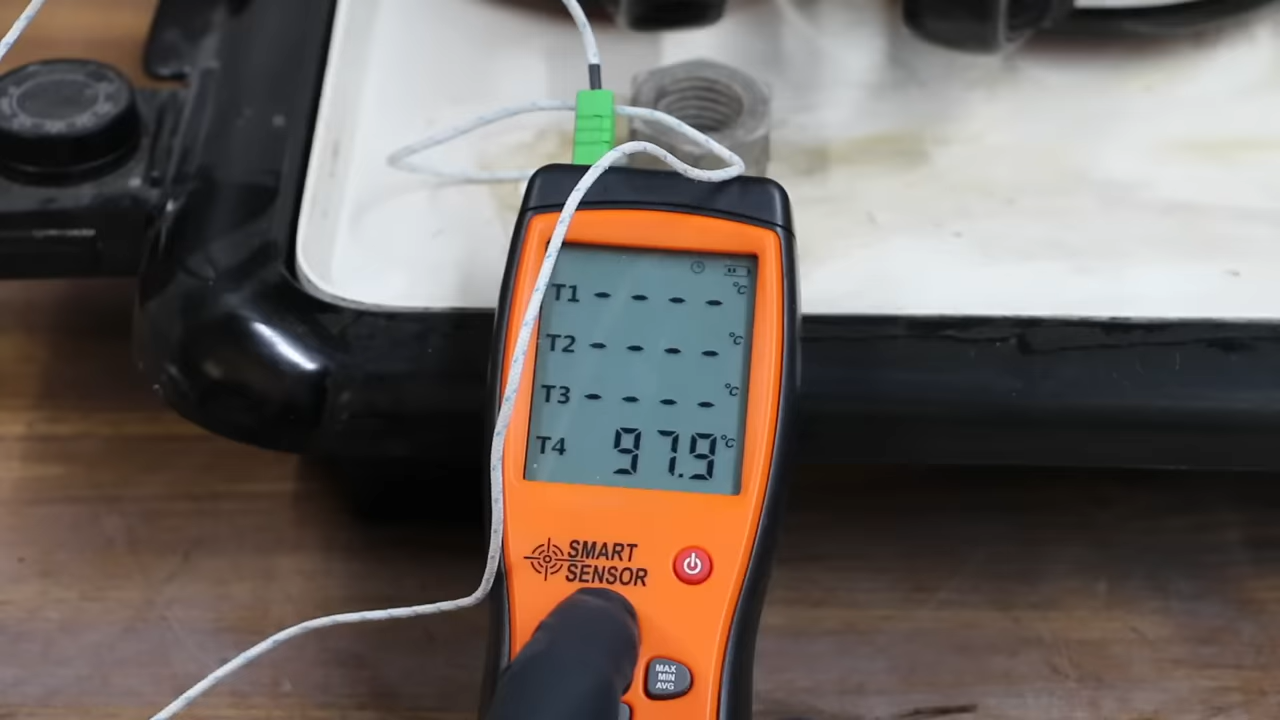 T1 - - - - °C
T2 - - - - °C
T3 - - - - °C
T4 97.9 °C
SMART
SENSOR
MAX
MIN
AVG